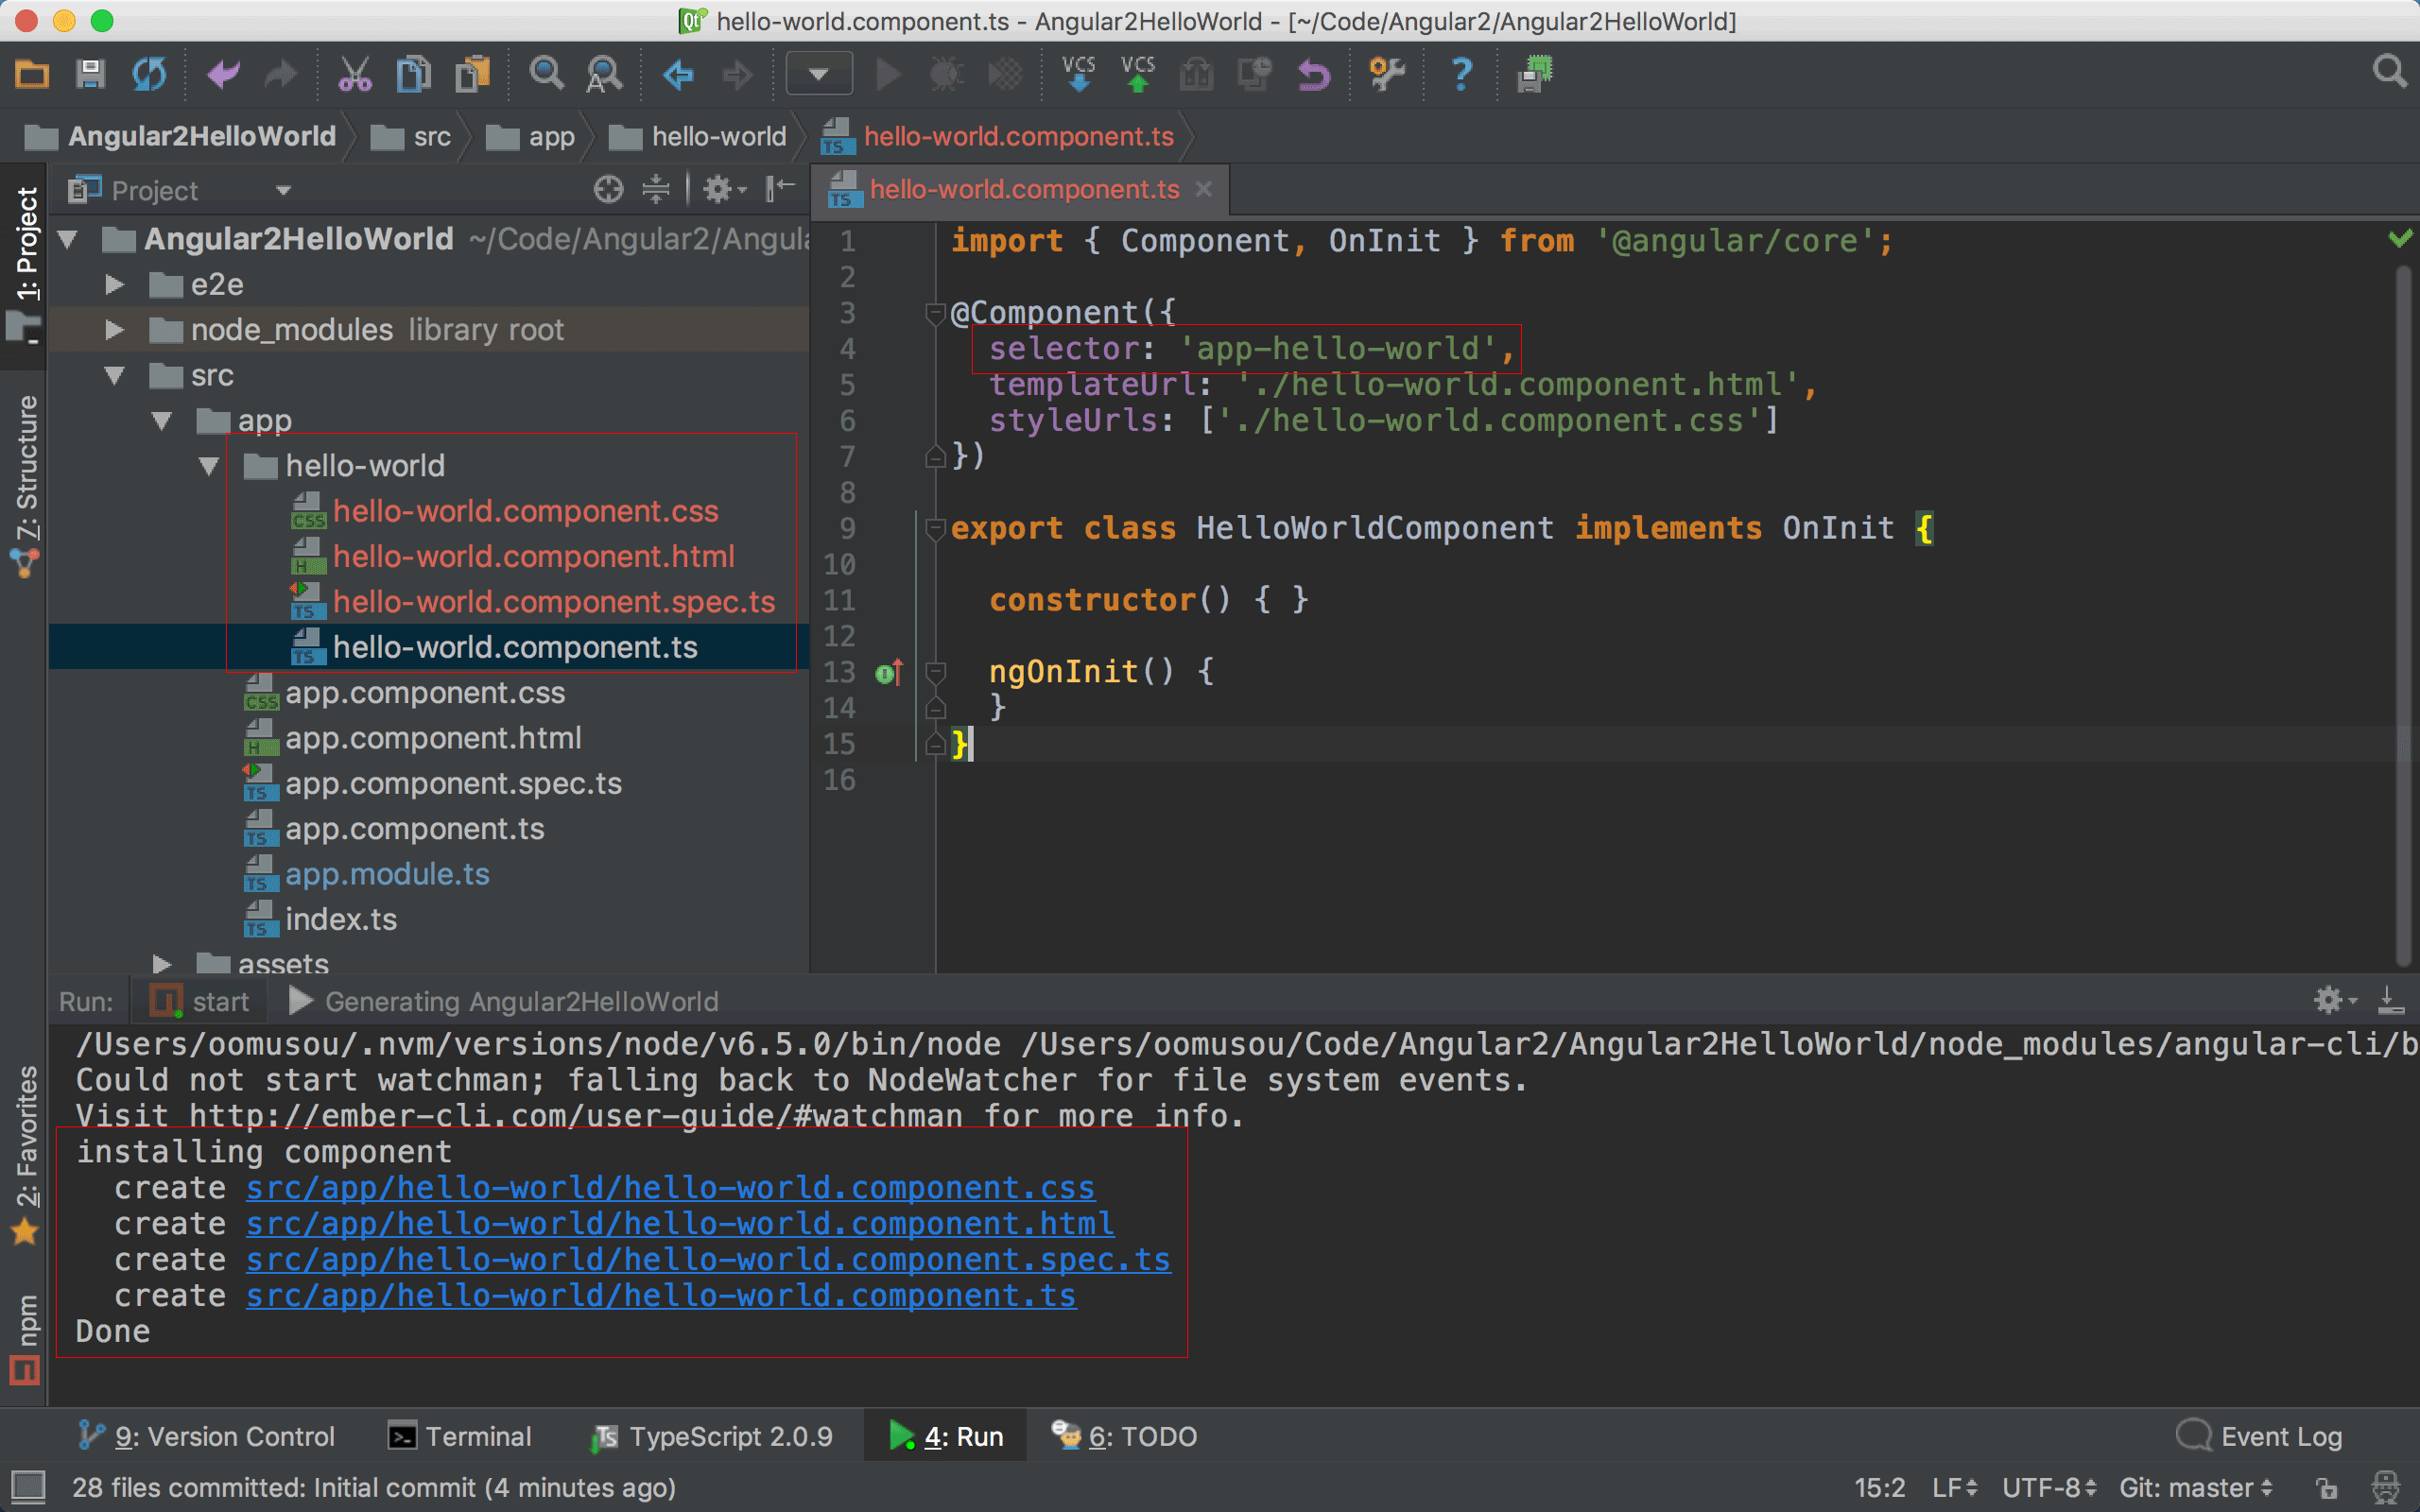 hello-world.component.ts - Angular2HelloWorld - [~/Code/Angular2/Angular2HelloWorld]
VCS VCS
Angular2HelloWorld src app hello-world hello-world.component.ts
1: Project
Z: Structure
2: Favorites
npm
Project
Angular2HelloWorld ~/Code/Angular2/Angula
e2e
node_modules library root
src
app
hello-world
hello-world.component.css
hello-world.component.html
hello-world.component.spec.ts
hello-world.component.ts
app.component.css
app.component.html
app.component.spec.ts
app.component.ts
app.module.ts
index.ts
assets
hello-world.component.ts
1 import { Component, OnInit } from '@angular/core';
2
3 @Component({
4 selector: 'app-hello-world',
5 templateUrl: './hello-world.component.html',
6 styleUrls: ['./hello-world.component.css']
7 })
8
9 export class HelloWorldComponent implements OnInit {
10
11 constructor() { }
12
13 ngOnInit() {
14 }
15 }
16
Run: start Generating Angular2HelloWorld
/Users/oomusou/.nvm/versions/node/v6.5.0/bin/node /Users/oomusou/Code/Angular2/Angular2HelloWorld/node_modules/angular-cli/b
Could not start watchman; falling back to NodeWatcher for file system events.
Visit http://ember-cli.com/user-guide/#watchman for more info.
installing component
create src/app/hello-world/hello-world.component.css
create src/app/hello-world/hello-world.component.html
create src/app/hello-world/hello-world.component.spec.ts
create src/app/hello-world/hello-world.component.ts
Done
9: Version Control Terminal TypeScript 2.0.9 4: Run 6: TODO Event Log
28 files committed: Initial commit (4 minutes ago) 15:2 LF UTF-8 Git: master